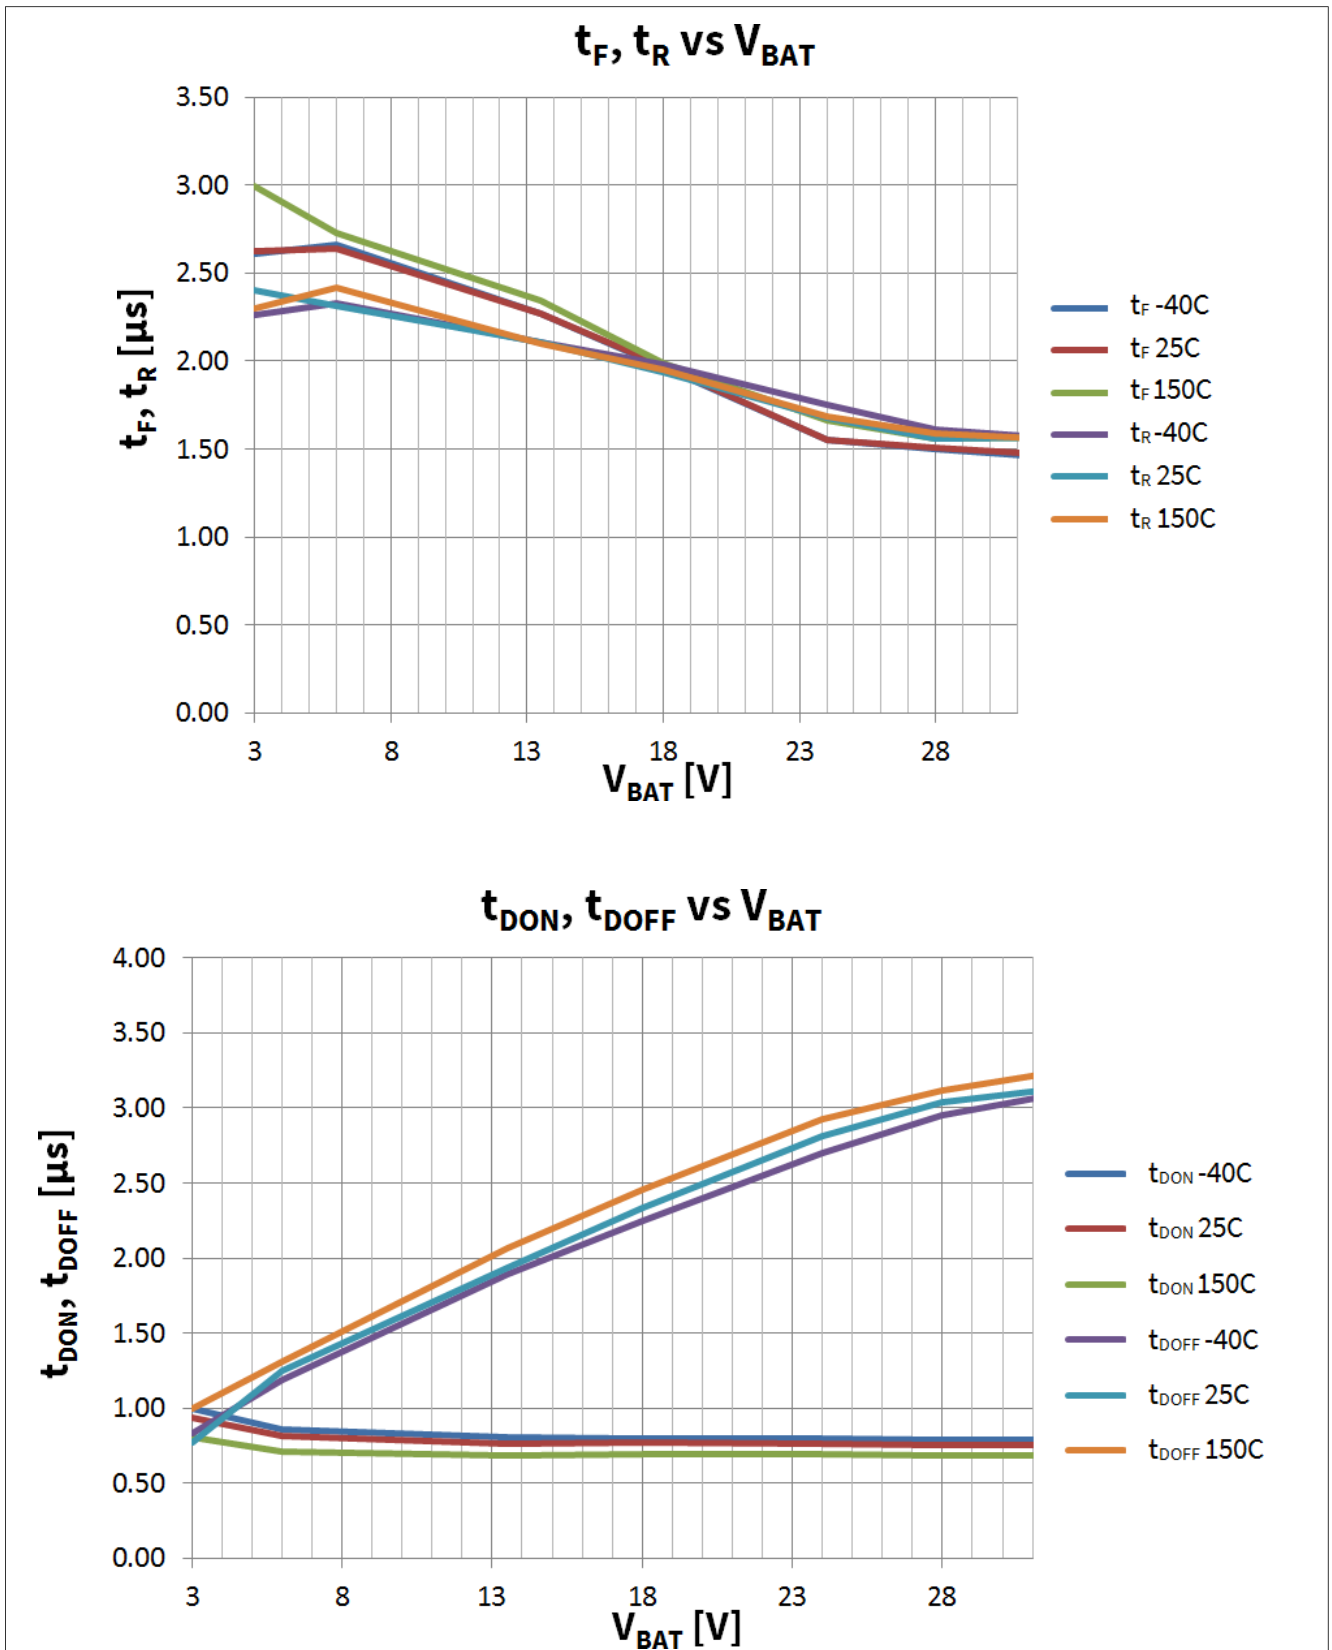 tF, tR vs VBAT
3.50
3.00
2.50
2.00
1.50
1.00
0.50
0.00
tF, tR [µs]
3 8 13 18 23 28
VBAT [V]
tF -40C
tF 25C
tF 150C
tR -40C
tR 25C
tR 150C
tDON, tDOFF vs VBAT
4.00
3.50
3.00
2.50
2.00
1.50
1.00
0.50
0.00
tDON, tDOFF [µs]
3 8 13 18 23 28
VBAT [V]
tDON -40C
tDON 25C
tDON 150C
tDOFF -40C
tDOFF 25C
tDOFF 150C